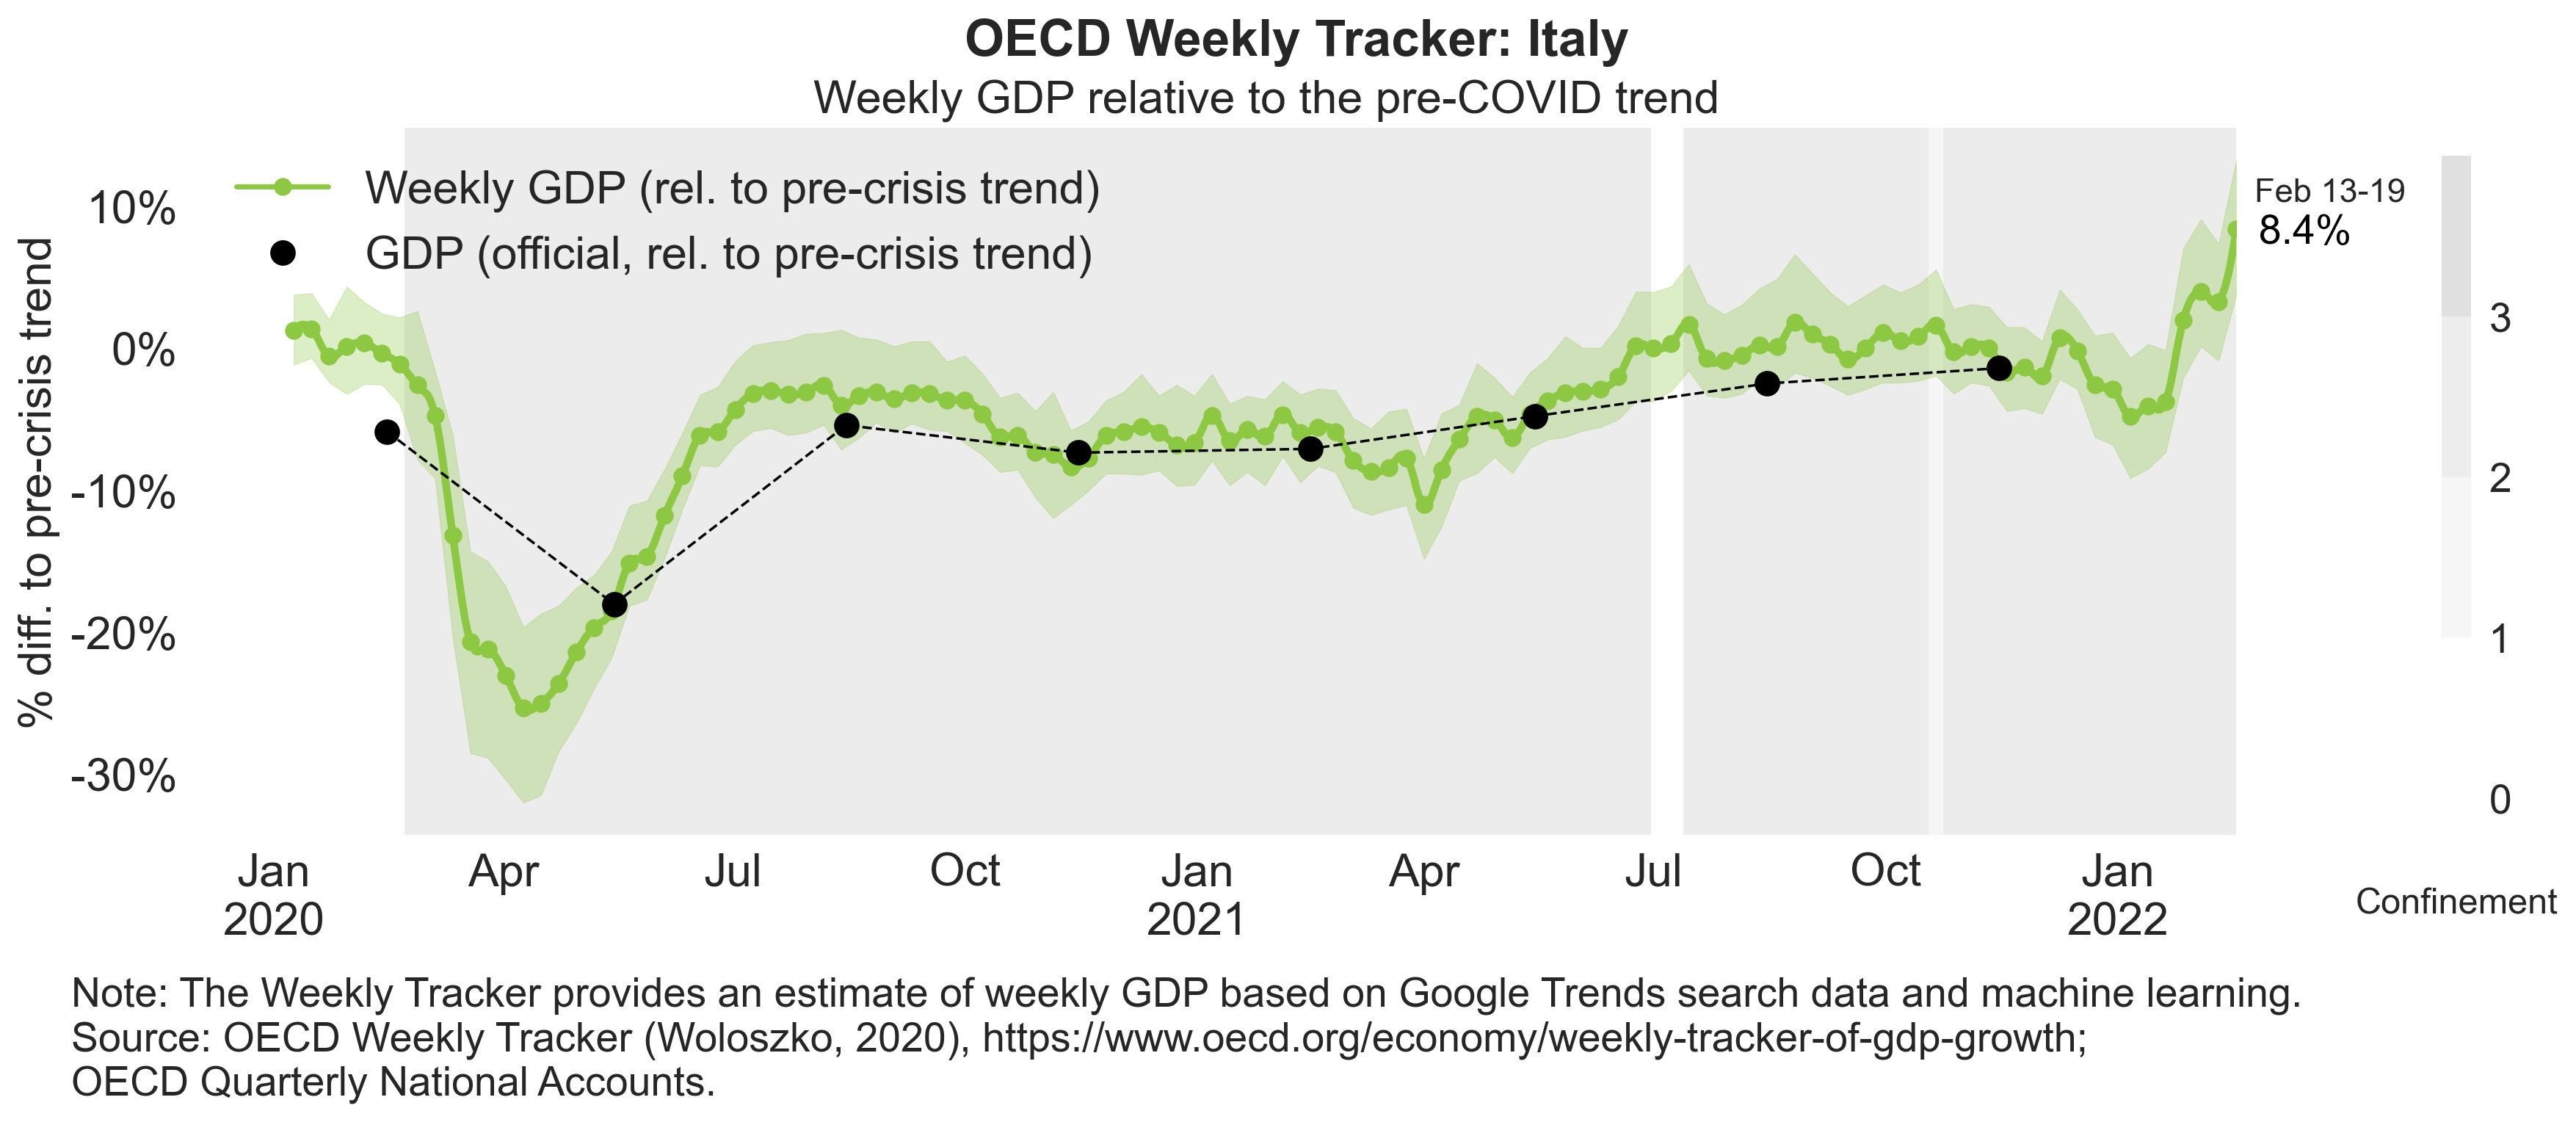 OECD Weekly Tracker: Italy
Weekly GDP relative to the pre-COVID trend
% diff. to pre-crisis trend
10%
0%
-10%
-20%
-30%
Weekly GDP (rel. to pre-crisis trend)
GDP (official, rel. to pre-crisis trend)
Feb 13-19
8.4%
3
2
1
0
Confinement
Jan Apr Jul Oct Jan Apr Jul Oct Jan
2020 2021 2022
Note: The Weekly Tracker provides an estimate of weekly GDP based on Google Trends search data and machine learning.
Source: OECD Weekly Tracker (Woloszko, 2020), https://www.oecd.org/economy/weekly-tracker-of-gdp-growth;
OECD Quarterly National Accounts.